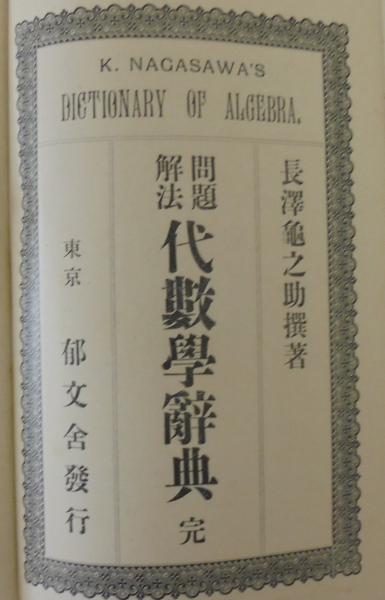 K. NAGASAWA'S
DICTIONARY OF ALGEBRA.
長澤龜之助撰著
問題
解法
代數學辭典 完
東京 郁文舍發行